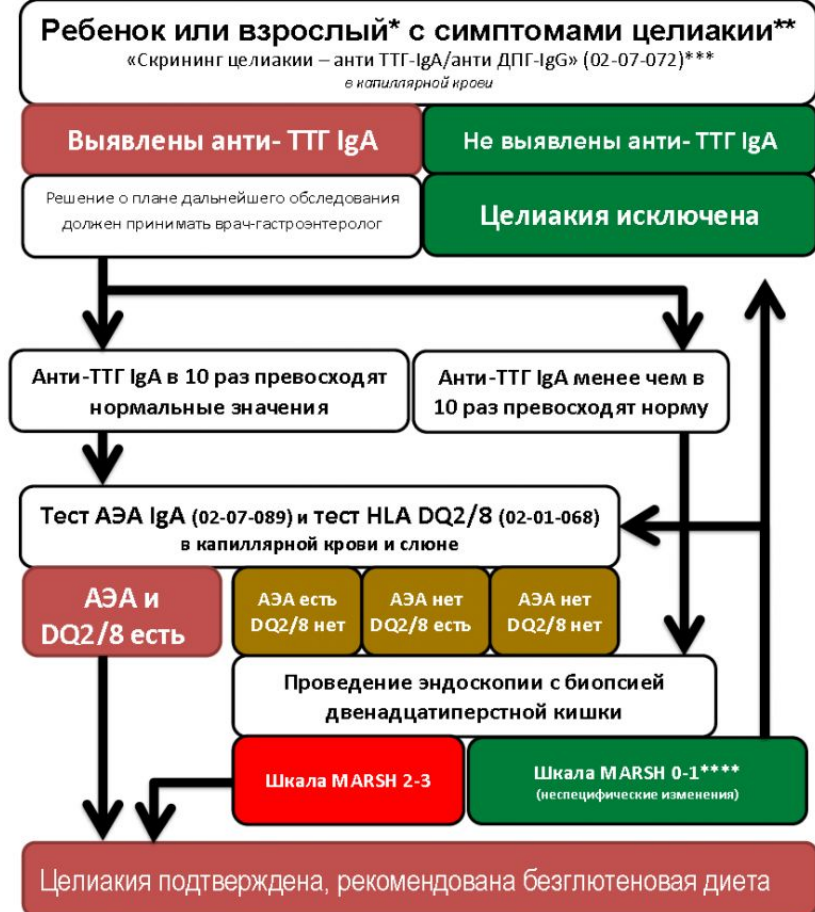 Ребенок или взрослый* с симптомами целиакии**
«Скрининг целиакии – анти ТТГ-IgA/анти ДПГ-IgG» (02-07-072)***
в капиллярной крови
Выявлены анти- ТТГ IgA
Не выявлены анти- ТТГ IgA
Решение о плане дальнейшего обследования
должен принимать врач-гастроэнтеролог
Целиакия исключена
Анти-ТТГ IgA в 10 раз превосходят
нормальные значения
Анти-ТТГ IgA менее чем в
10 раз превосходят норму
Тест АЭА IgA (02-07-089) и тест HLA DQ2/8 (02-01-068)
в капиллярной крови и слюне
АЭА и
DQ2/8 есть
АЭА есть
DQ2/8 нет
АЭА нет
DQ2/8 есть
АЭА нет
DQ2/8 нет
Проведение эндоскопии с биопсией
двенадцатиперстной кишки
Шкала MARSH 2-3
Шкала MARSH 0-1****
(неспецифические изменения)
Целиакия подтверждена, рекомендована безглютеновая диета